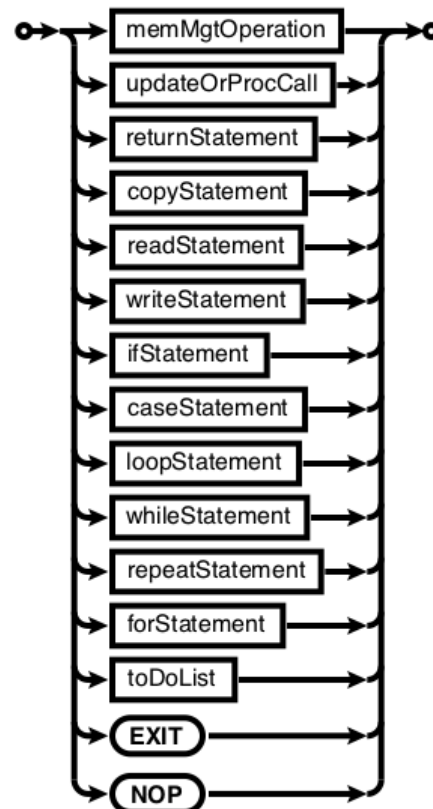 memMgtOperation
updateOrProcCall
returnStatement
copyStatement
readStatement
writeStatement
ifStatement
caseStatement
loopStatement
whileStatement
repeatStatement
forStatement
toDoList
EXIT
NOP